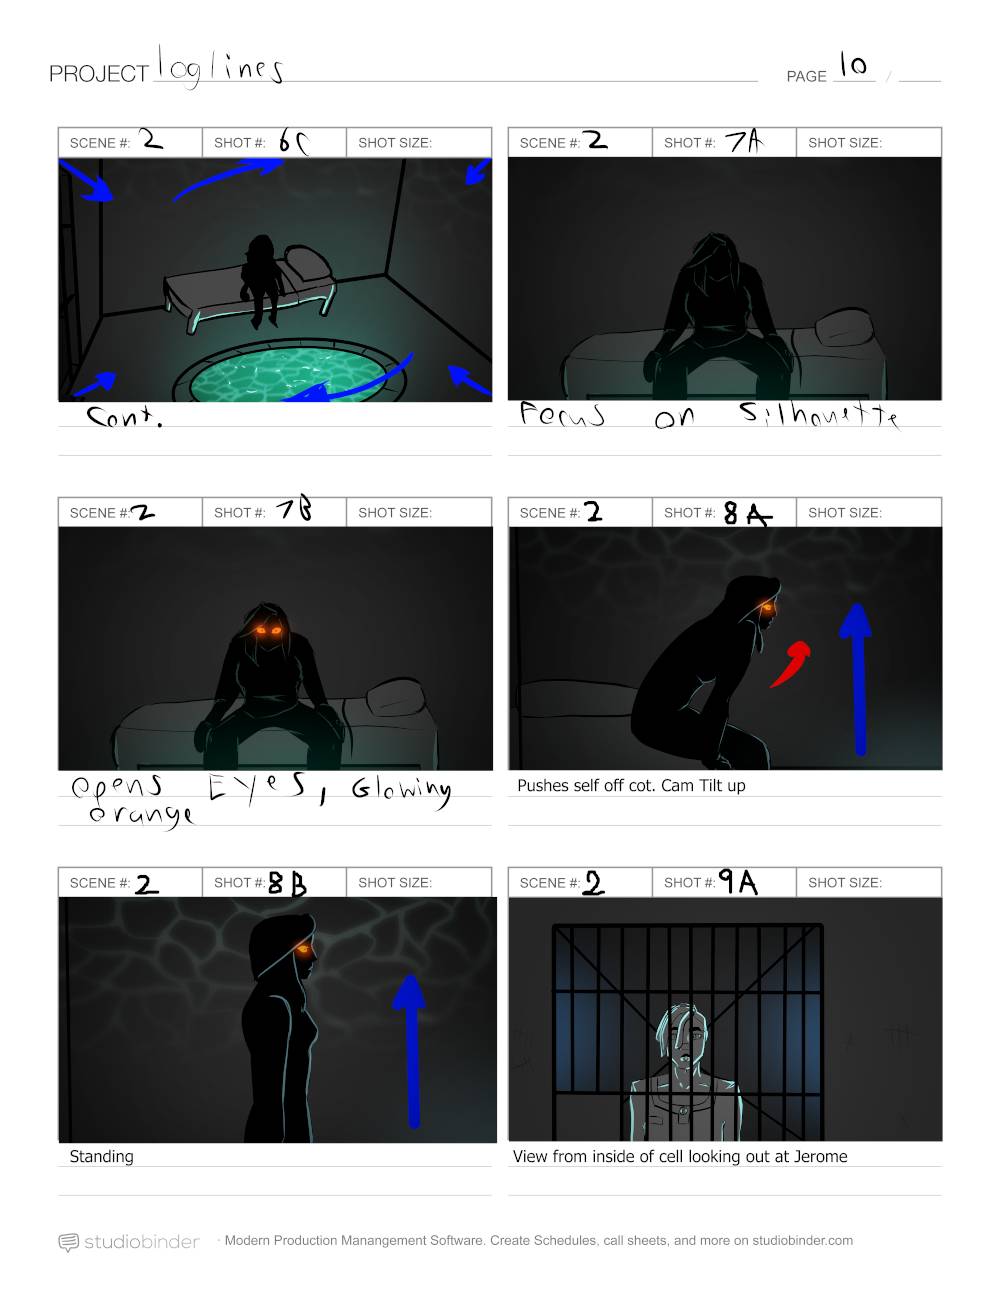 PROJECT loglines
PAGE 10 /
SCENE #: 2 SHOT #: 6C SHOT SIZE:
SCENE #: 2 SHOT #: 7A SHOT SIZE:
Cont.
Focus on Silhouette
SCENE #: 2 SHOT #: 7B SHOT SIZE:
SCENE #: 2 SHOT #: 8A SHOT SIZE:
Opens Eyes, Glowing
orange
Pushes self off cot. Cam Tilt up
SCENE #: 2 SHOT #: 8B SHOT SIZE:
SCENE #: 2 SHOT #: 9A SHOT SIZE:
Standing
View from inside of cell looking out at Jerome
studiobinder · Modern Production Manangement Software. Create Schedules, call sheets, and more on studiobinder.com